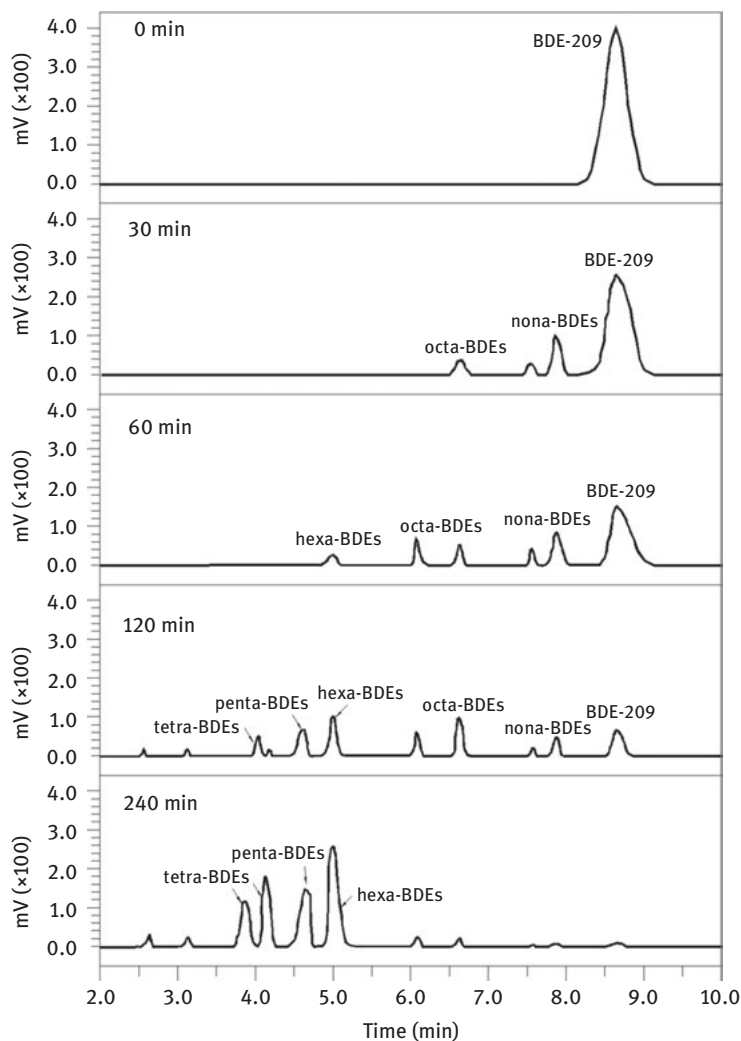 0 min
BDE-209
mV (×100)
4.0
3.0
2.0
1.0
0.0
30 min
BDE-209
nona-BDEs
octa-BDEs
mV (×100)
4.0
3.0
2.0
1.0
0.0
60 min
BDE-209
nona-BDEs
octa-BDEs
hexa-BDEs
mV (×100)
4.0
3.0
2.0
1.0
0.0
120 min
hexa-BDEs
penta-BDEs
octa-BDEs
BDE-209
tetra-BDEs
nona-BDEs
mV (×100)
4.0
3.0
2.0
1.0
0.0
240 min
penta-BDEs
tetra-BDEs
hexa-BDEs
mV (×100)
4.0
3.0
2.0
1.0
0.0
2.0 3.0 4.0 5.0 6.0 7.0 8.0 9.0 10.0
Time (min)